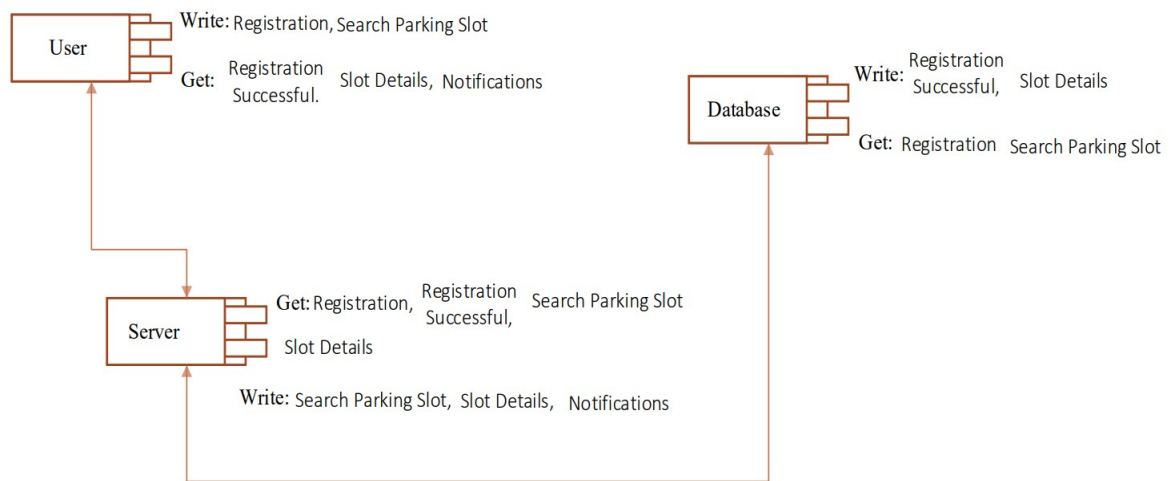 User
Write: Registration, Search Parking Slot
Get: Registration Successful. Slot Details, Notifications
Database
Write: Registration Successful, Slot Details
Get: Registration Search Parking Slot
Server
Get: Registration, Registration Successful, Search Parking Slot
Slot Details
Write: Search Parking Slot, Slot Details, Notifications